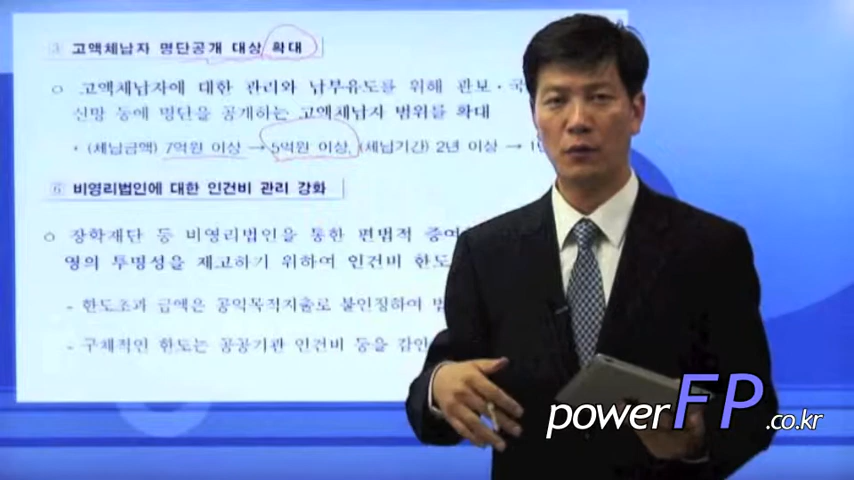 ⑤ 고액체납자 명단공개 대상 확대
○ 고액체납자에 대한 관리와 납부유도를 위해 관보·국
신망 등에 명단을 공개하는 고액체납자 범위를 확대
* (체납금액) 7억원 이상 → 5억원 이상, (체납기간) 2년 이상 → 1년
⑥ 비영리법인에 대한 인건비 관리 강화
○ 장학재단 등 비영리법인을 통한 편법적 증여
영의 투명성을 제고하기 위하여 인건비 한도
- 한도초과 금액은 공익목적지출로 불인정하여
- 구체적인 한도는 공공기관 인건비 등을 감안
powerFP.co.kr